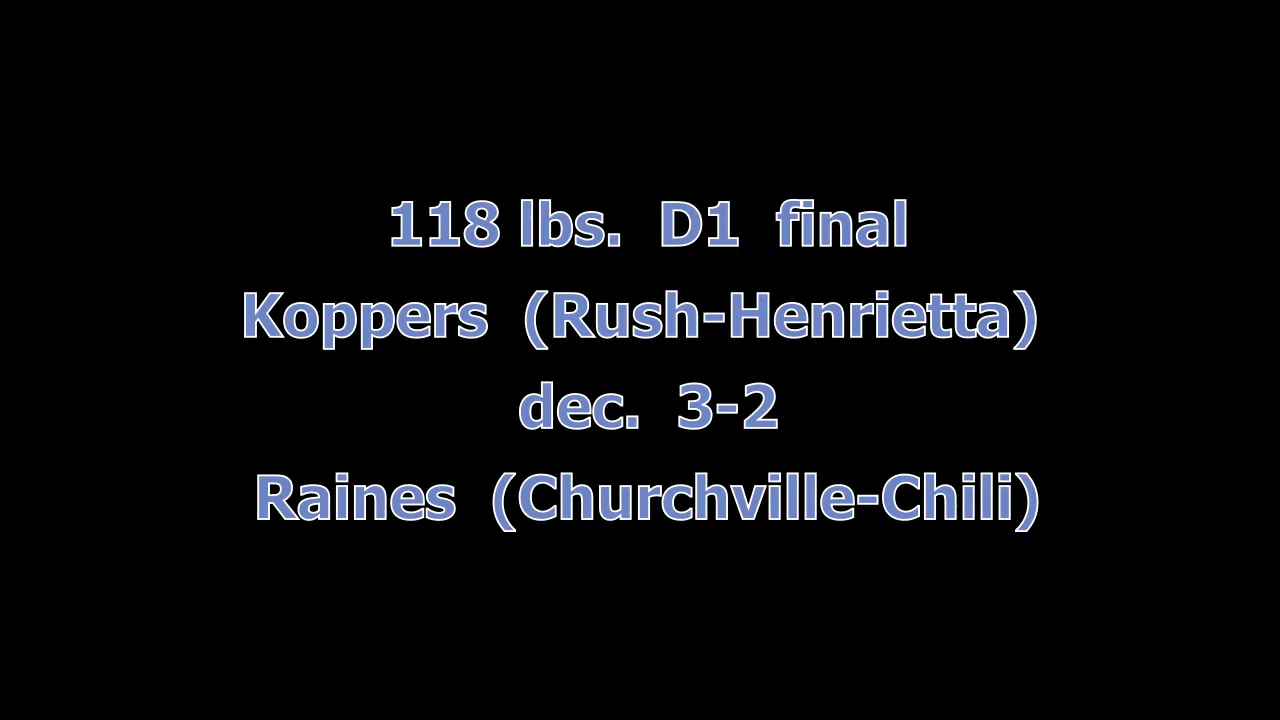 118 lbs. D1 final
Koppers (Rush-Henrietta)
dec. 3-2
Raines (Churchville-Chili)